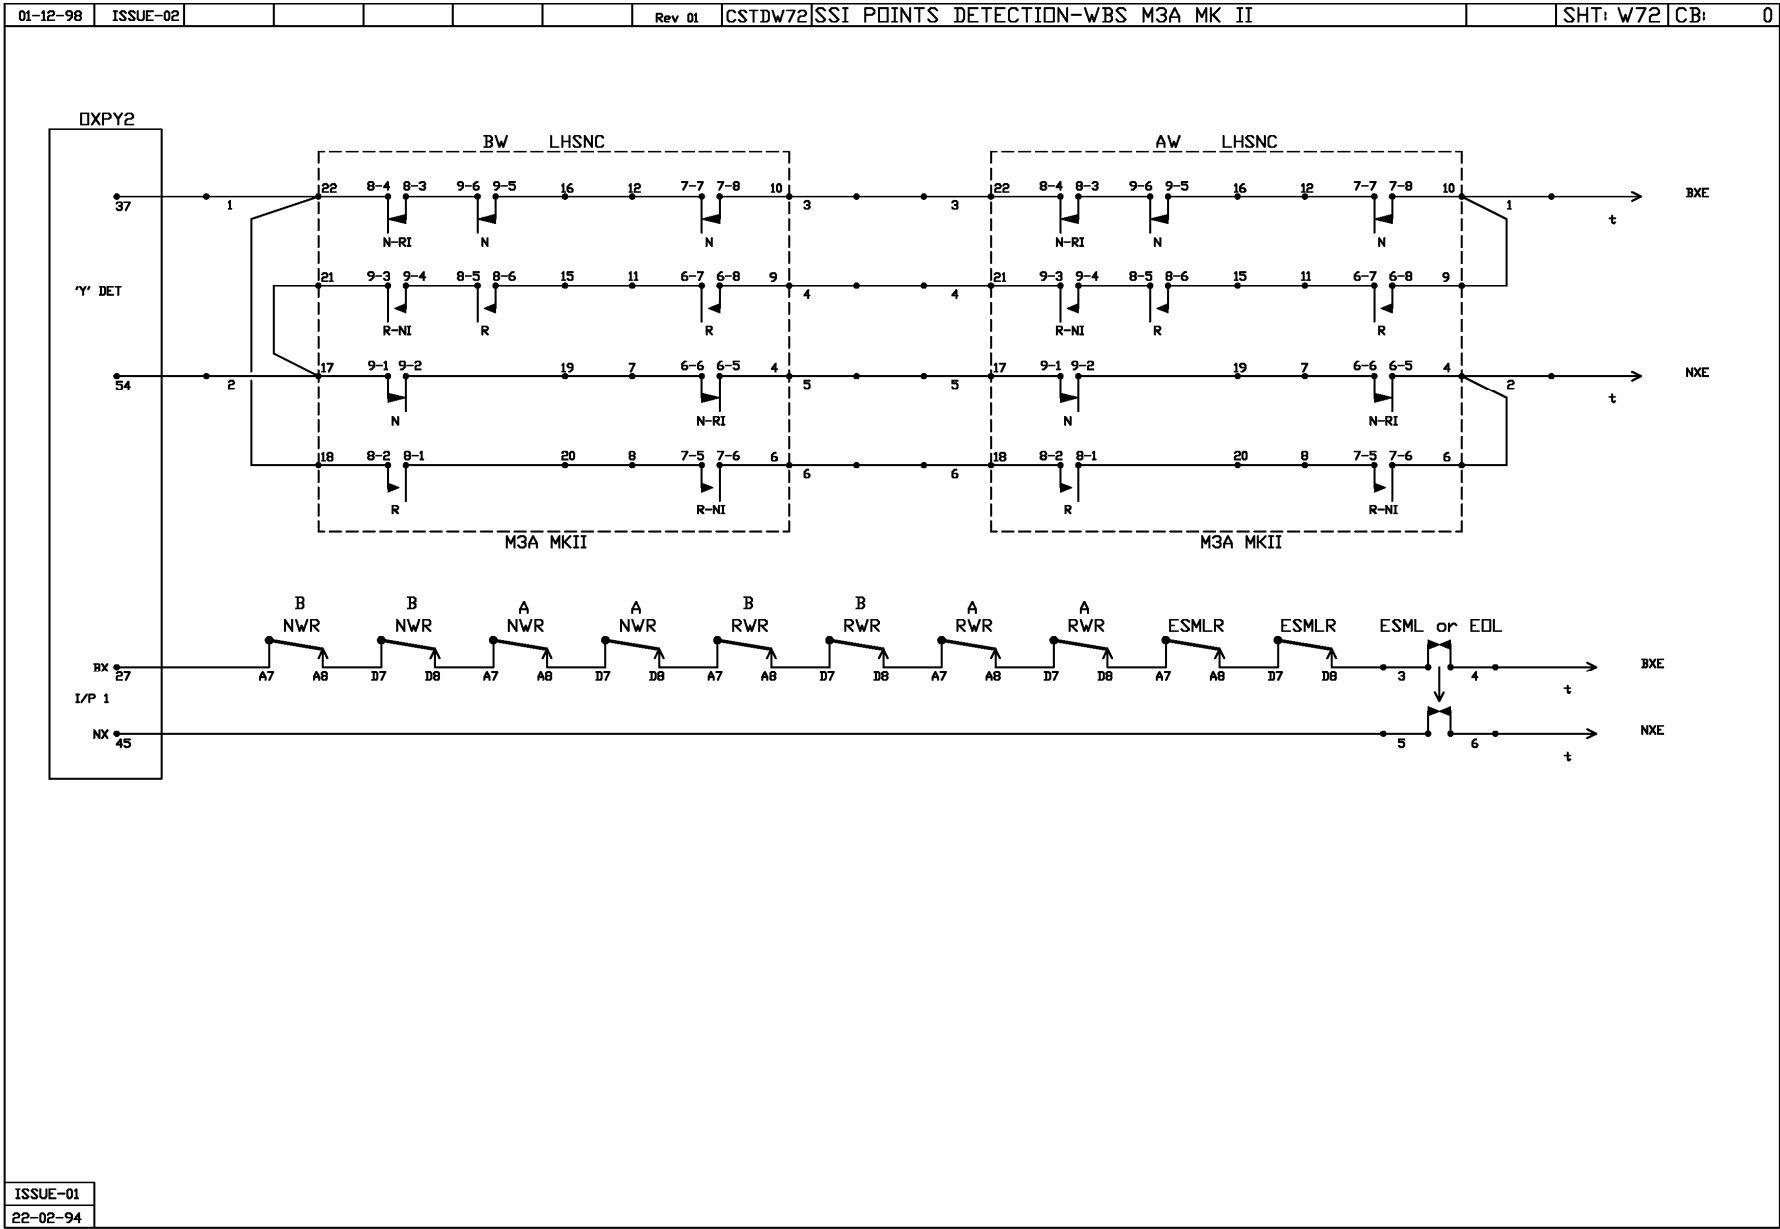 01-12-98 ISSUE-02 Rev 01 CSTDW72 SSI POINTS DETECTION-WBS M3A MK II SHT: W72 CB: 0
OXPY2
BW LHSNC AW LHSNC
22 8-4 8-3 9-6 9-5 16 12 7-7 7-8 10 22 8-4 8-3 9-6 9-5 16 12 7-7 7-8 10 BXE
37 1 3 3 1 t
N-RI N N N-RI N N
21 9-3 9-4 8-5 8-6 15 11 6-7 6-8 9 21 9-3 9-4 8-5 8-6 15 11 6-7 6-8 9
'Y' DET 4 4
R-NI R R R-NI R R
17 9-1 9-2 19 7 6-6 6-5 4 17 9-1 9-2 19 7 6-6 6-5 4 NXE
54 2 5 5 2 t
N N-RI N N-RI
18 8-2 8-1 20 8 7-5 7-6 6 18 8-2 8-1 20 8 7-5 7-6 6
6 6
R R-NI R R-NI
M3A MKII M3A MKII
B B A A B B A A
NWR NWR NWR NWR RWR RWR RWR RWR ESMLR ESMLR ESML or EOL
BX BXE
27 A7 A8 D7 D8 A7 A8 D7 D8 A7 A8 D7 D8 A7 A8 D7 D8 A7 A8 D7 D8 3 4
t
I/P 1
NX NXE
45 5 6
t
ISSUE-01
22-02-94